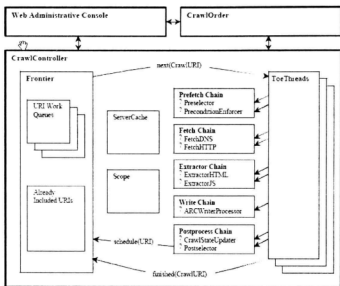 Web Administrative Console
CrawlOrder
CrawlController
next(CrawlURI)
Frontier
ToeThreads
URI Work
Queues
Prefetch Chain
* Preselector
* PreconditionEnforcer
ServerCache
Fetch Chain
* FetchDNS
* FetchHTTP
Scope
Extractor Chain
* ExtractorHTML
* ExtractorJS
Already
Included URIs
Write Chain
* ARCWriterProcessor
Postprocess Chain
* CrawlStateUpdater
* Postselector
schedule(URI)
finished(CrawlURI)